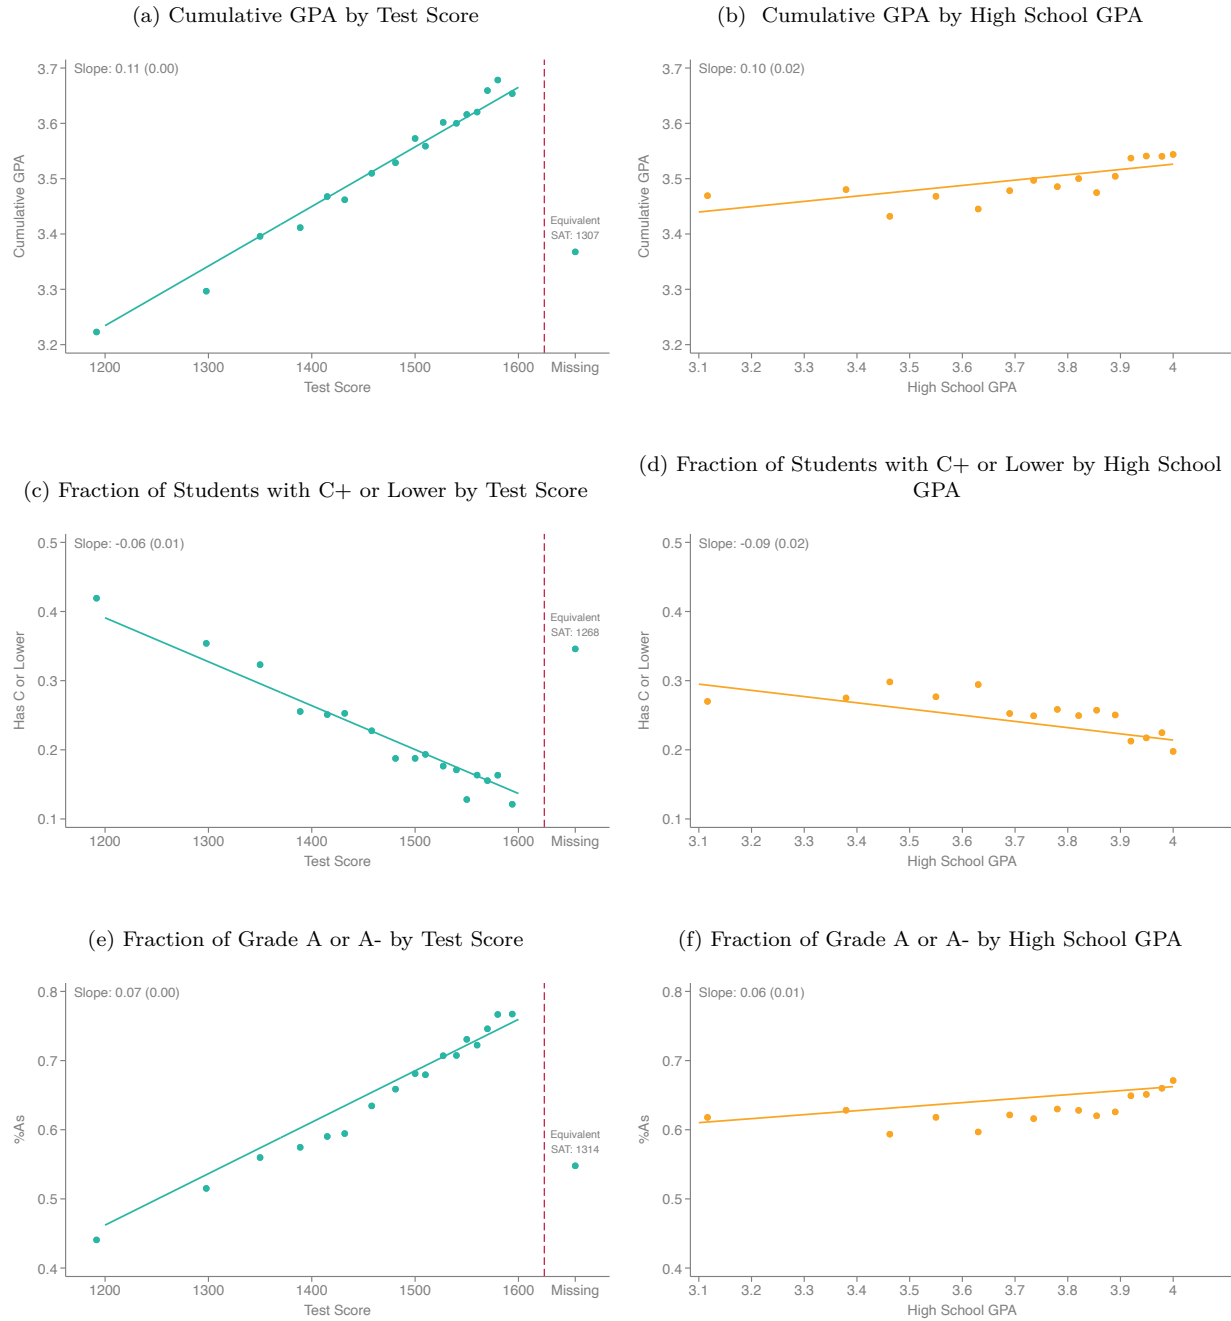 (a) Cumulative GPA by Test Score
Slope: 0.11 (0.00)
3.7
3.6
3.5
3.4
3.3
3.2
Cumulative GPA
Equivalent
SAT: 1307
1200
1300
1400
1500
1600
Missing
Test Score
(b) Cumulative GPA by High School GPA
Slope: 0.10 (0.02)
3.7
3.6
3.5
3.4
3.3
3.2
Cumulative GPA
3.1
3.2
3.3
3.4
3.5
3.6
3.7
3.8
3.9
4
High School GPA
(c) Fraction of Students with C+ or Lower by Test Score
Slope: -0.06 (0.01)
0.5
0.4
0.3
0.2
0.1
Has C or Lower
Equivalent
SAT: 1268
1200
1300
1400
1500
1600
Missing
Test Score
(d) Fraction of Students with C+ or Lower by High School
GPA
Slope: -0.09 (0.02)
0.5
0.4
0.3
0.2
0.1
Has C or Lower
3.1
3.2
3.3
3.4
3.5
3.6
3.7
3.8
3.9
4
High School GPA
(e) Fraction of Grade A or A- by Test Score
Slope: 0.07 (0.00)
0.8
0.7
0.6
0.5
0.4
%As
Equivalent
SAT: 1314
1200
1300
1400
1500
1600
Missing
Test Score
(f) Fraction of Grade A or A- by High School GPA
Slope: 0.06 (0.01)
0.8
0.7
0.6
0.5
0.4
%As
3.1
3.2
3.3
3.4
3.5
3.6
3.7
3.8
3.9
4
High School GPA